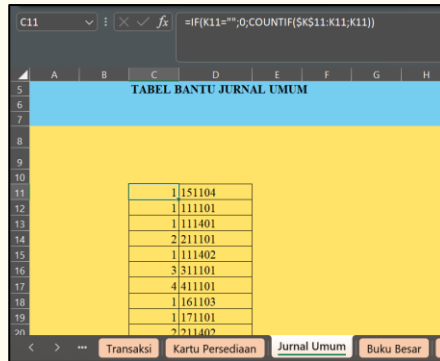 C11 fx =IF(K11="";0;COUNTIF($K$11:K11;K11))
A B C D E F G H
5 TABEL BANTU JURNAL UMUM
6
7
8
9
10
11 1 151104
12 1 111101
13 1 111401
14 2 211101
15 1 111402
16 3 311101
17 4 411101
18 1 161103
19 1 171101
20 2 211402
< > ... Transaksi Kartu Persediaan Jurnal Umum Buku Besar